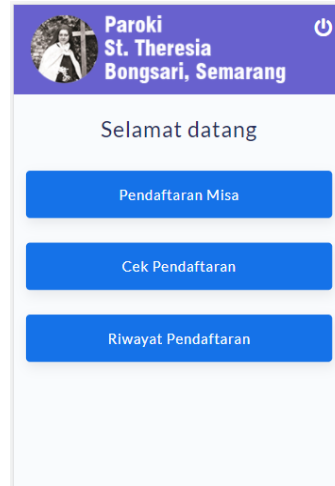 Paroki
St. Theresia
Bongsari, Semarang
Selamat datang
Pendaftaran Misa
Cek Pendaftaran
Riwayat Pendaftaran